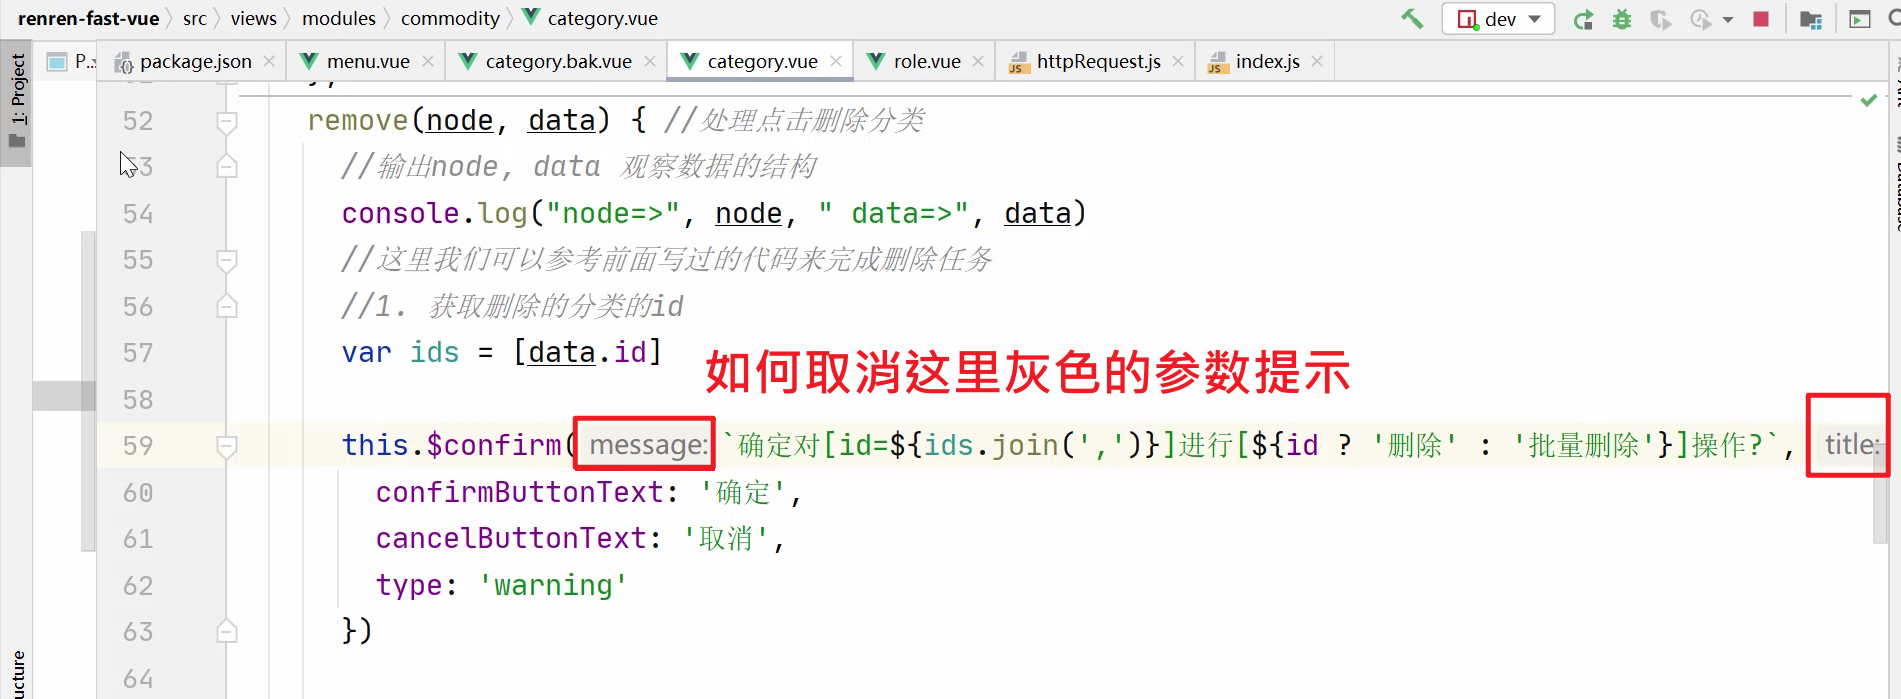 renren-fast-vue src views modules commodity category.vue dev
1: Project P.. package.json menu.vue category.bak.vue category.vue role.vue httpRequest.js index.js
52 remove(node, data) { //处理点击删除分类
53 //输出node, data 观察数据的结构
54 console.log("node=>", node, " data=>", data)
55 //这里我们可以参考前面写过的代码来完成删除任务
56 //1. 获取删除的分类的id
57 var ids = [data.id]
如何取消这里灰色的参数提示
58
59 this.$confirm( message: `确定对[id=${ids.join(',')}]进行[${id ? '删除' : '批量删除'}]操作?`, title:
60 confirmButtonText: '确定',
61 cancelButtonText: '取消',
62 type: 'warning'
63 })
64